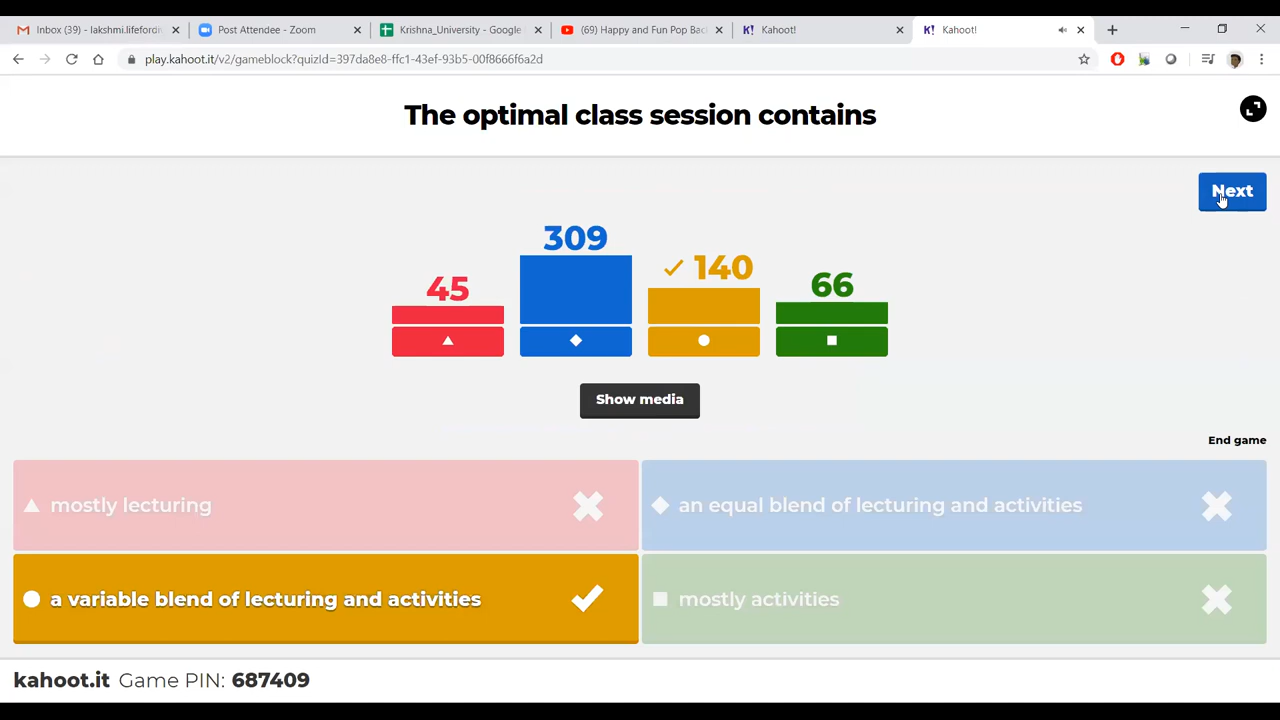 Inbox (39) - lakshmi.lifeford
Post Attendee - Zoom
Krishna_University - Google
(69) Happy and Fun Pop Bac
K! Kahoot!
K! Kahoot!
play.kahoot.it/v2/gameblock?quizId=397da8e8-ffc1-43ef-93b5-00f8666f6a2d
The optimal class session contains
Next
45
309
140
66
Show media
End game
mostly lecturing
an equal blend of lecturing and activities
a variable blend of lecturing and activities
mostly activities
kahoot.it Game PIN: 687409